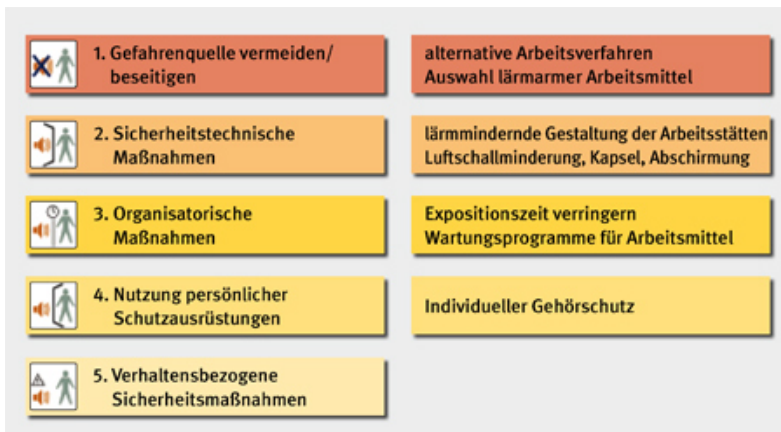 1. Gefahrenquelle vermeiden/
beseitigen
alternative Arbeitsverfahren
Auswahl lärmarmer Arbeitsmittel
2. Sicherheitstechnische
Maßnahmen
lärmmindernde Gestaltung der Arbeitsstätten
Luftschallminderung, Kapsel, Abschirmung
3. Organisatorische
Maßnahmen
Expositionszeit verringern
Wartungsprogramme für Arbeitsmittel
4. Nutzung persönlicher
Schutzausrüstungen
Individueller Gehörschutz
5. Verhaltensbezogene
Sicherheitsmaßnahmen